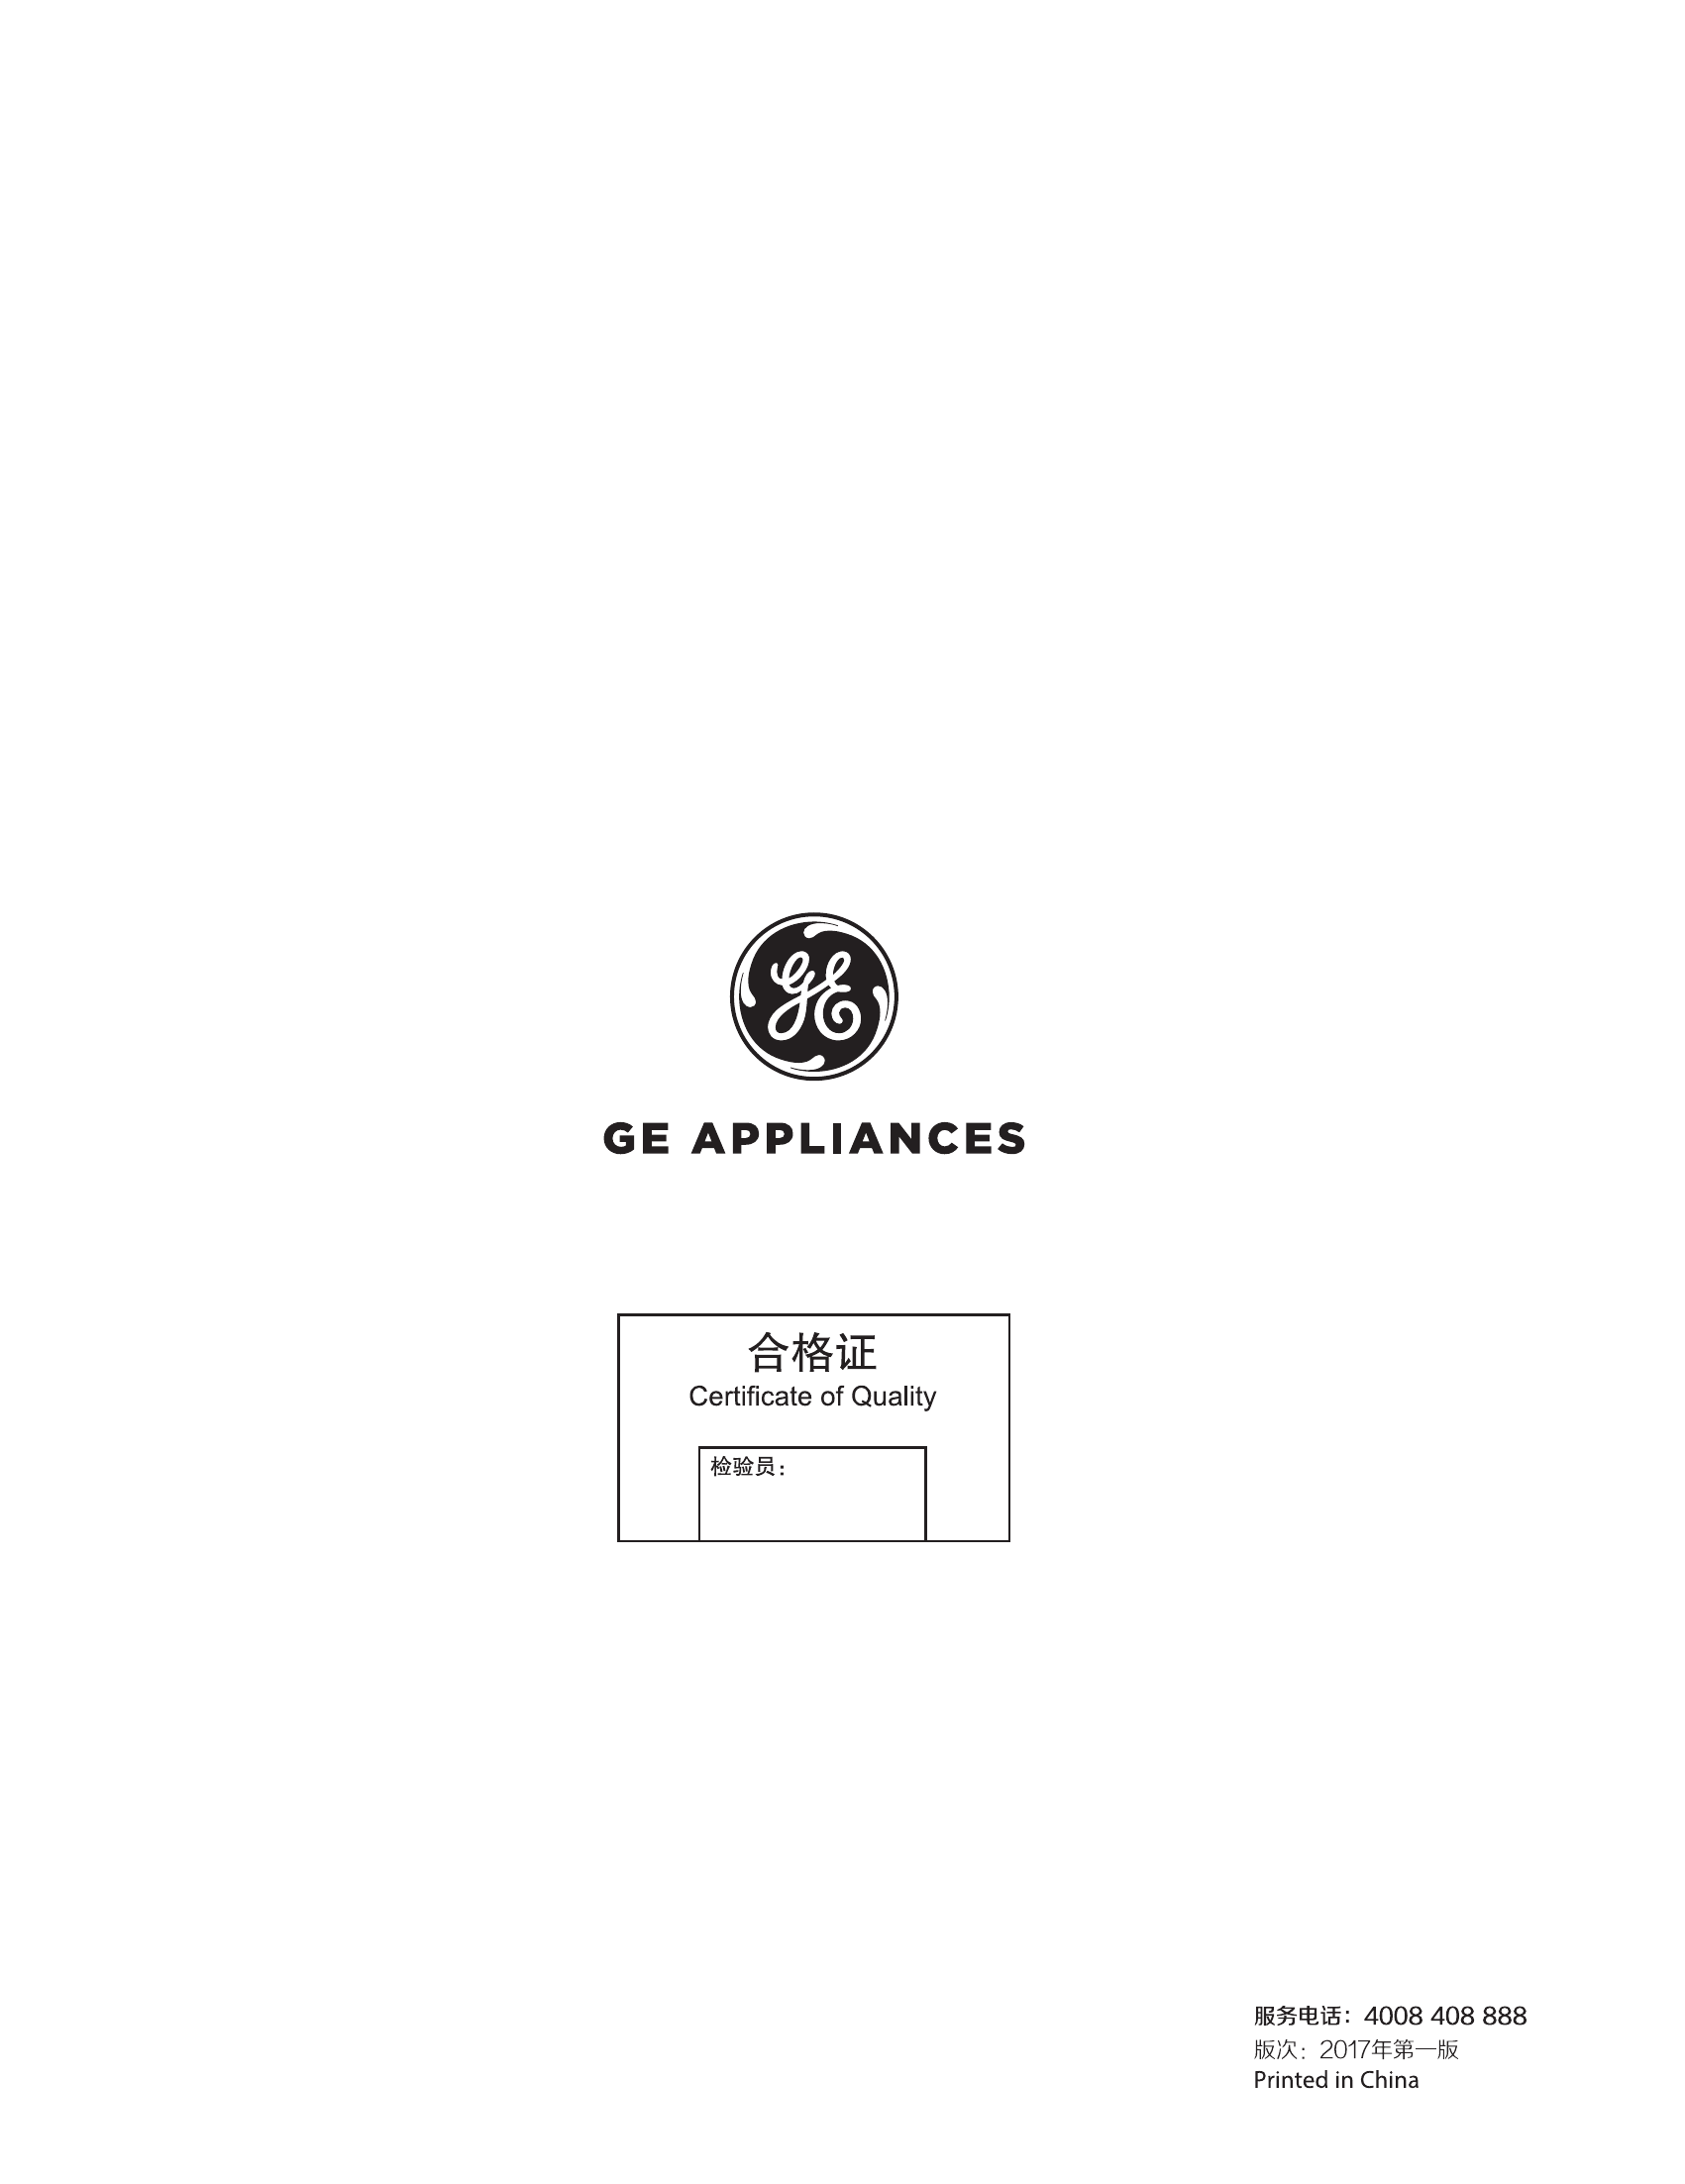 GE
GE APPLIANCES
合格证
Certificate of Quality
检验员：
服务电话：4008 408 888
版次：2017年第一版
Printed in China